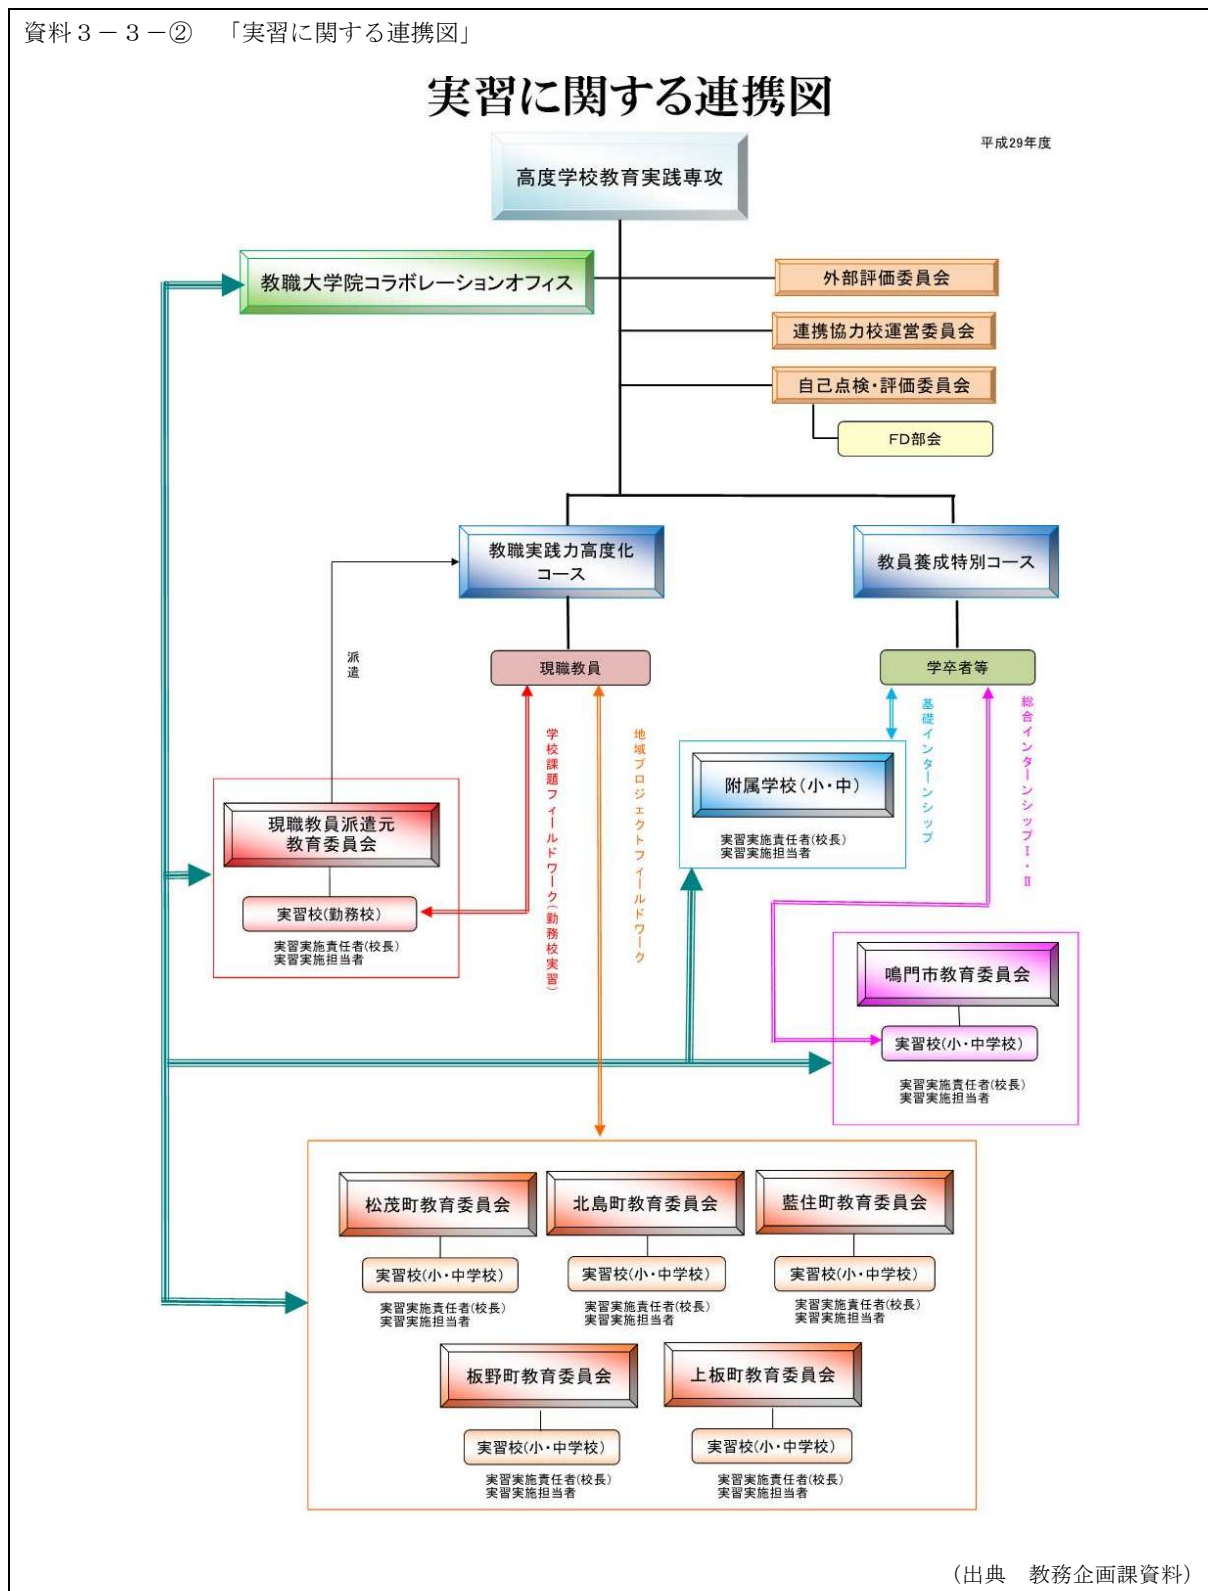 資料3-3-② 「実習に関する連携図」
実習に関する連携図
平成29年度
高度学校教育実践専攻
教職大学院コラボレーションオフィス
外部評価委員会
連携協力校運営委員会
自己点検・評価委員会
FD部会
教職実践力高度化
コース
教員養成特別コース
派遣
現職教員
学卒者等
学校課題フィールドワーク(勤務校実習)
地域プロジェクトフィールドワーク
基礎インターンシップ
総合インターンシップⅠ・Ⅱ
附属学校(小・中)
実習実施責任者(校長)
実習実施担当者
現職教員派遣元
教育委員会
実習校(勤務校)
実習実施責任者(校長)
実習実施担当者
鳴門市教育委員会
実習校(小・中学校)
実習実施責任者(校長)
実習実施担当者
松茂町教育委員会
実習校(小・中学校)
実習実施責任者(校長)
実習実施担当者
北島町教育委員会
実習校(小・中学校)
実習実施責任者(校長)
実習実施担当者
藍住町教育委員会
実習校(小・中学校)
実習実施責任者(校長)
実習実施担当者
板野町教育委員会
実習校(小・中学校)
実習実施責任者(校長)
実習実施担当者
上板町教育委員会
実習校(小・中学校)
実習実施責任者(校長)
実習実施担当者
(出典 教務企画課資料)